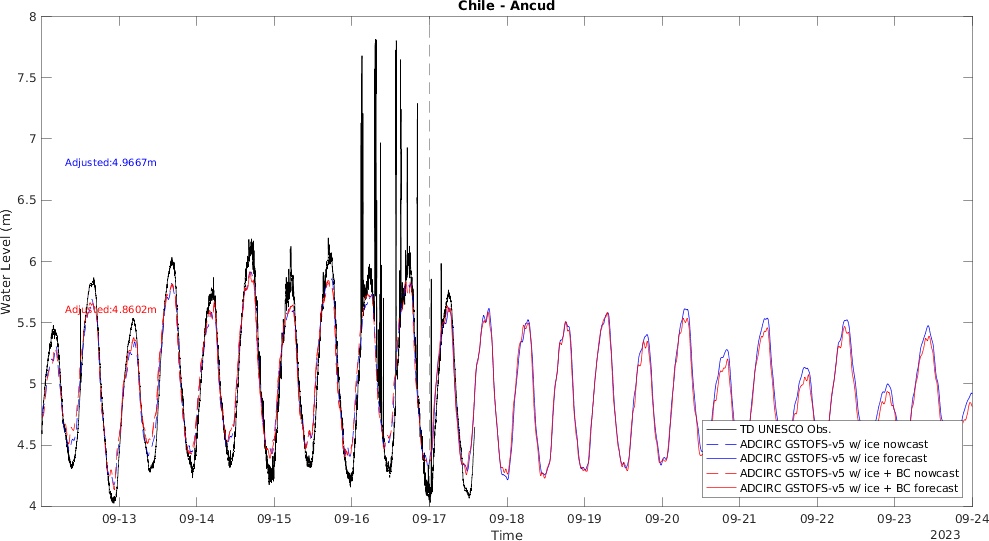 Chile - Ancud
8
7.5
7
6.5
6
5.5
5
4.5
4
Water Level (m)
Adjusted:4.9667m
Adjusted:4.8602m
TD UNESCO Obs.
ADCIRC GSTOFS-v5 w/ ice nowcast
ADCIRC GSTOFS-v5 w/ ice forecast
ADCIRC GSTOFS-v5 w/ ice + BC nowcast
ADCIRC GSTOFS-v5 w/ ice + BC forecast
09-13 09-14 09-15 09-16 09-17 09-18 09-19 09-20 09-21 09-22 09-23 09-24
Time
2023